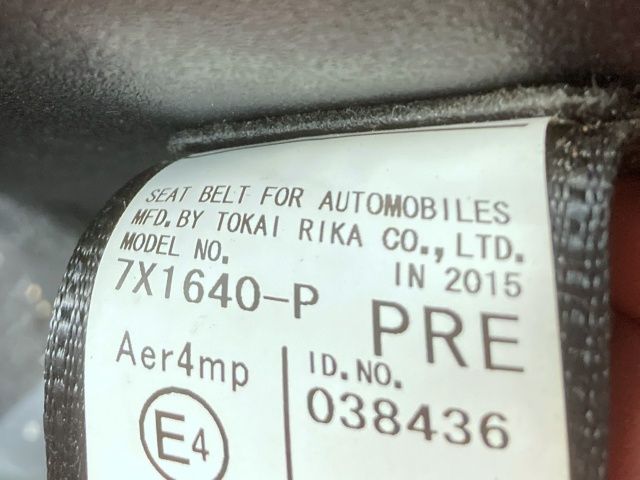 SEAT BELT FOR AUTOMOBILES
MFD. BY TOKAI RIKA CO., LTD.
MODEL NO. IN 2015
7X1640-P PRE
Aer4mp ID.NO.
E4 038436